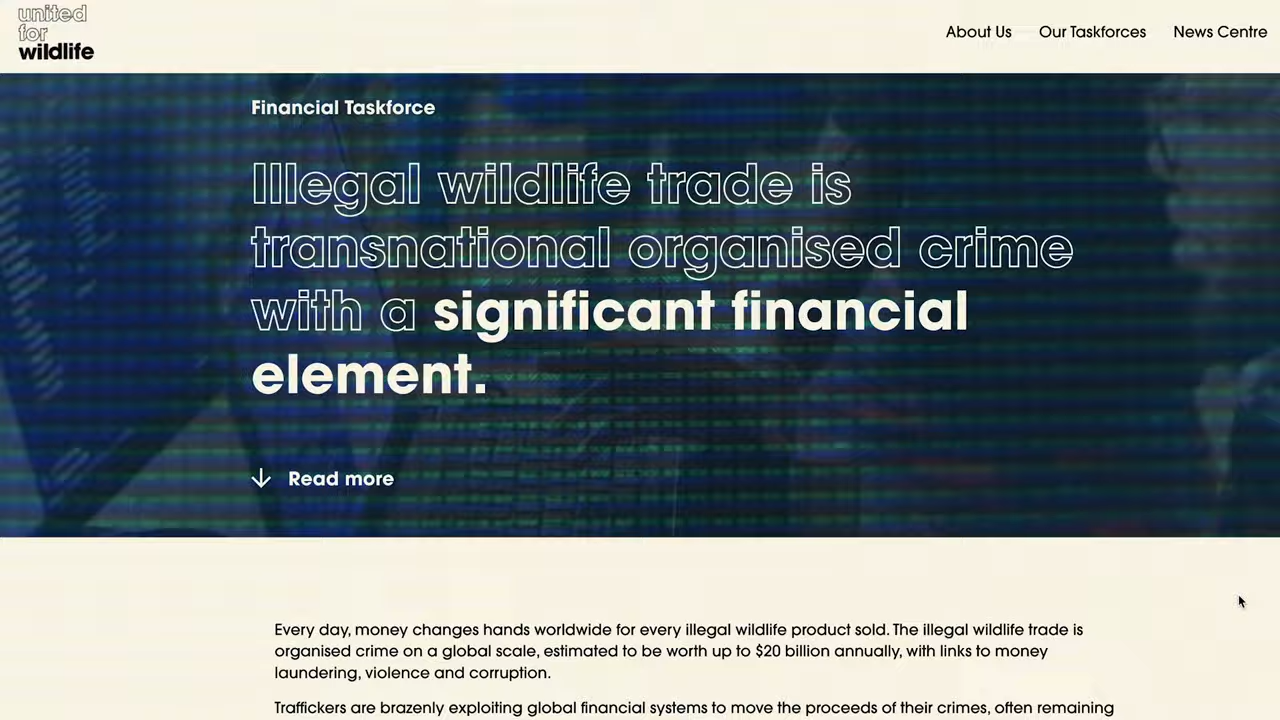 united
for
wildlife
About Us Our Taskforces News Centre
Financial Taskforce
Illegal wildlife trade is
transnational organised crime
with a significant financial
element.
Read more
Every day, money changes hands worldwide for every illegal wildlife product sold. The illegal wildlife trade is
organised crime on a global scale, estimated to be worth up to $20 billion annually, with links to money
laundering, violence and corruption.
Traffickers are brazenly exploiting global financial systems to move the proceeds of their crimes, often remaining